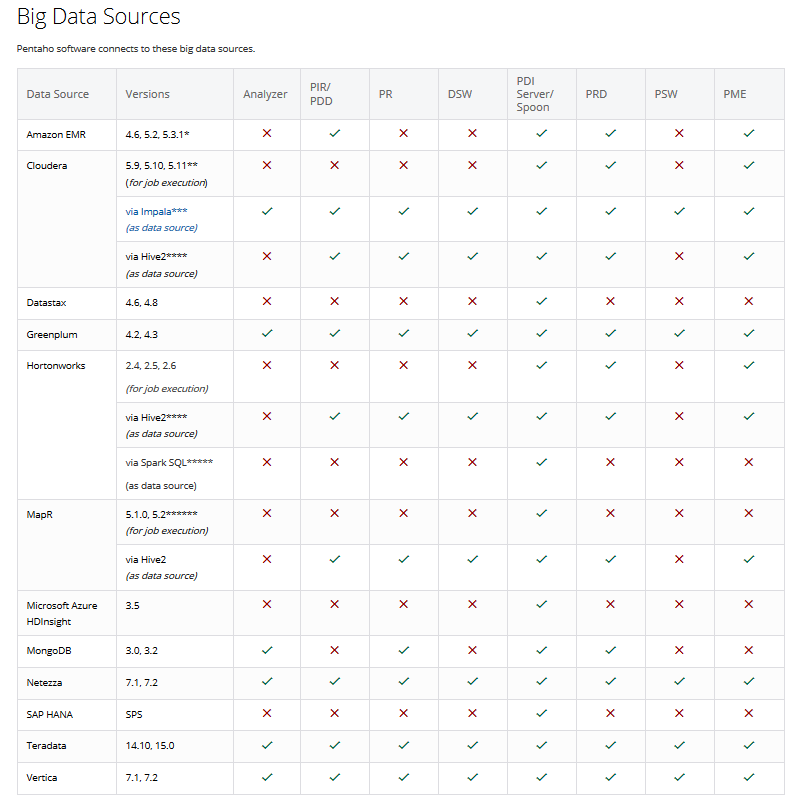 Big Data Sources
Pentaho software connects to these big data sources.
Data Source Versions Analyzer PIR/ PDD PR DSW PDI Server/ Spoon PRD PSW PME
Amazon EMR 4.6, 5.2, 5.3.1* ✕ ✓ ✕ ✕ ✓ ✓ ✕ ✓
Cloudera 5.9, 5.10, 5.11** ✕ ✕ ✕ ✕ ✓ ✓ ✕ ✓
(for job execution)
via Impala*** ✓ ✓ ✓ ✓ ✓ ✓ ✓ ✓
(as data source)
via Hive2**** ✕ ✓ ✓ ✓ ✓ ✓ ✕ ✓
(as data source)
Datastax 4.6, 4.8 ✕ ✕ ✕ ✕ ✓ ✕ ✕ ✕
Greenplum 4.2, 4.3 ✓ ✓ ✓ ✓ ✓ ✓ ✓ ✓
Hortonworks 2.4, 2.5, 2.6 ✕ ✕ ✕ ✕ ✓ ✓ ✕ ✓
(for job execution)
via Hive2**** ✕ ✓ ✓ ✓ ✓ ✓ ✕ ✓
(as data source)
via Spark SQL***** ✕ ✕ ✕ ✕ ✓ ✕ ✕ ✕
(as data source)
MapR 5.1.0, 5.2****** ✕ ✕ ✕ ✕ ✓ ✕ ✕ ✕
(for job execution)
via Hive2 ✕ ✓ ✓ ✓ ✓ ✓ ✕ ✓
(as data source)
Microsoft Azure 3.5 ✕ ✕ ✕ ✕ ✓ ✕ ✕ ✕
HDInsight
MongoDB 3.0, 3.2 ✓ ✕ ✓ ✕ ✓ ✓ ✕ ✕
Netezza 7.1, 7.2 ✓ ✓ ✓ ✓ ✓ ✓ ✓ ✓
SAP HANA SPS ✕ ✕ ✕ ✕ ✓ ✕ ✕ ✕
Teradata 14.10, 15.0 ✓ ✓ ✓ ✓ ✓ ✓ ✓ ✓
Vertica 7.1, 7.2 ✓ ✓ ✓ ✓ ✓ ✓ ✓ ✓